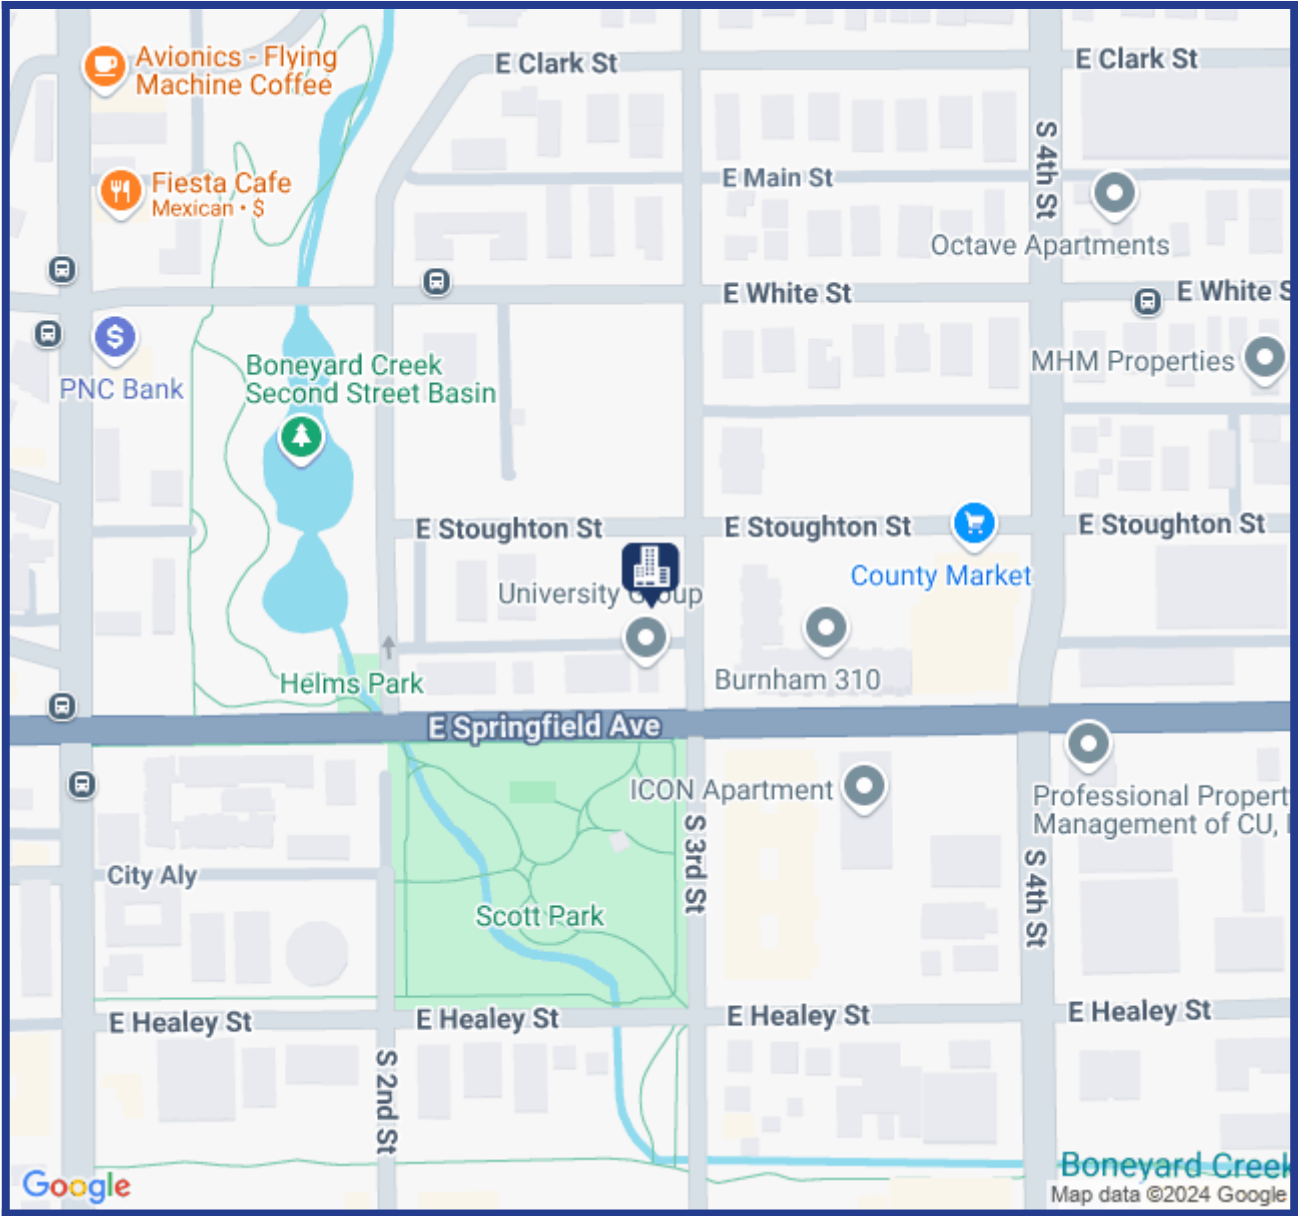 Avionics - Flying
Machine Coffee
E Clark St
E Clark St
S 4th St
Fiesta Cafe
Mexican • $
E Main St
Octave Apartments
E White St
E White S
$
PNC Bank
Boneyard Creek
Second Street Basin
MHM Properties
E Stoughton St
E Stoughton St
E Stoughton St
County Market
University Group
Helms Park
Burnham 310
E Springfield Ave
ICON Apartment
Professional Propert
Management of CU,
S 3rd St
S 4th St
City Aly
Scott Park
E Healey St
E Healey St
E Healey St
E Healey St
S 2nd St
Boneyard Creek
Google
Map data ©2024 Google